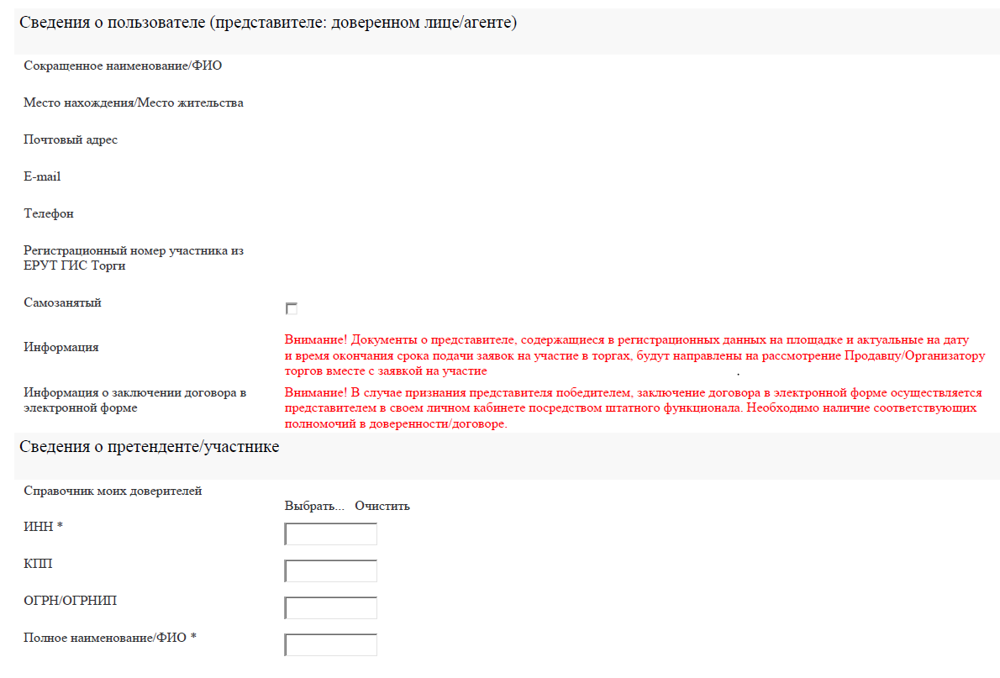 Сведения о пользователе (представителе: доверенном лице/агенте)
Сокращенное наименование/ФИО
Место нахождения/Место жительства
Почтовый адрес
E-mail
Телефон
Регистрационный номер участника из
ЕРУТ ГИС Торги
Самозанятый
Информация
Внимание! Документы о представителе, содержащиеся в регистрационных данных на площадке и актуальные на дату
и время окончания срока подачи заявок на участие в торгах, будут направлены на рассмотрение Продавцу/Организатору
торгов вместе с заявкой на участие .
Информация о заключении договора в
электронной форме
Внимание! В случае признания представителя победителем, заключение договора в электронной форме осуществляется
представителем в своем личном кабинете посредством штатного функционала. Необходимо наличие соответствующих
полномочий в доверенности/договоре.
Сведения о претенденте/участнике
Справочник моих доверителей
Выбрать... Очистить
ИНН *
КПП
ОГРН/ОГРНИП
Полное наименование/ФИО *